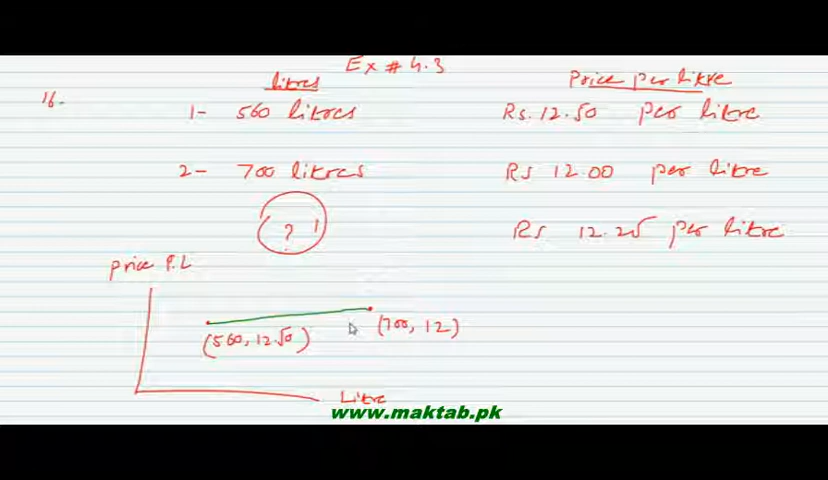 Ex # 4.3
16.
litres Price per litre
1- 560 litres Rs. 12.50 per litre
2- 700 litres Rs 12.00 per litre
? Rs 12.25 per litre
price P.L
(560, 12.50) (700, 12)
Litre
www.maktab.pk